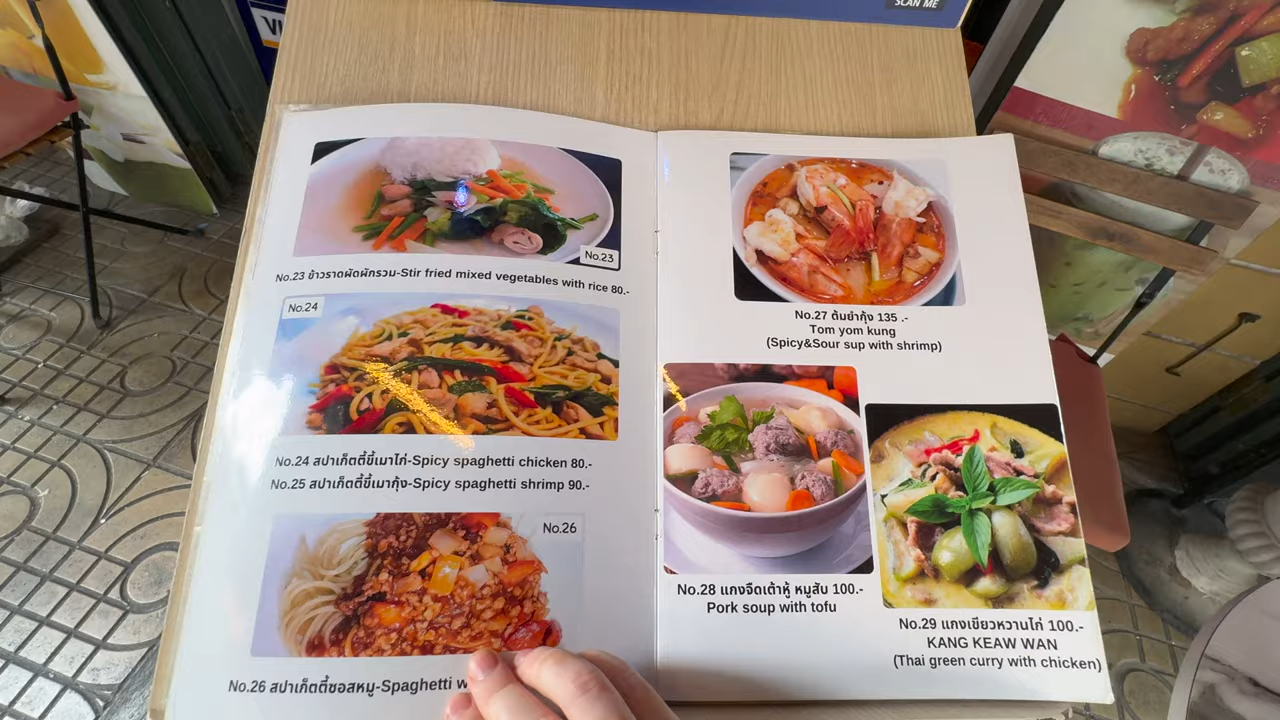 SCAN ME
No.23
No.23 ข้าวราดผัดผักรวม-Stir fried mixed vegetables with rice 80.-
No.24
No.24 สปาเก็ตตี้ขี้เมาไก่-Spicy spaghetti chicken 80.-
No.25 สปาเก็ตตี้ขี้เมากุ้ง-Spicy spaghetti shrimp 90.-
No.26
No.26 สปาเก็ตตี้ซอสหมู-Spaghetti
No.27 ต้มยำกุ้ง 135 .-
Tom yom kung
(Spicy&Sour sup with shrimp)
No.28 แกงจืดเต้าหู้ หมูสับ 100.-
Pork soup with tofu
No.29 แกงเขียวหวานไก่ 100.-
KANG KEAW WAN
(Thai green curry with chicken)